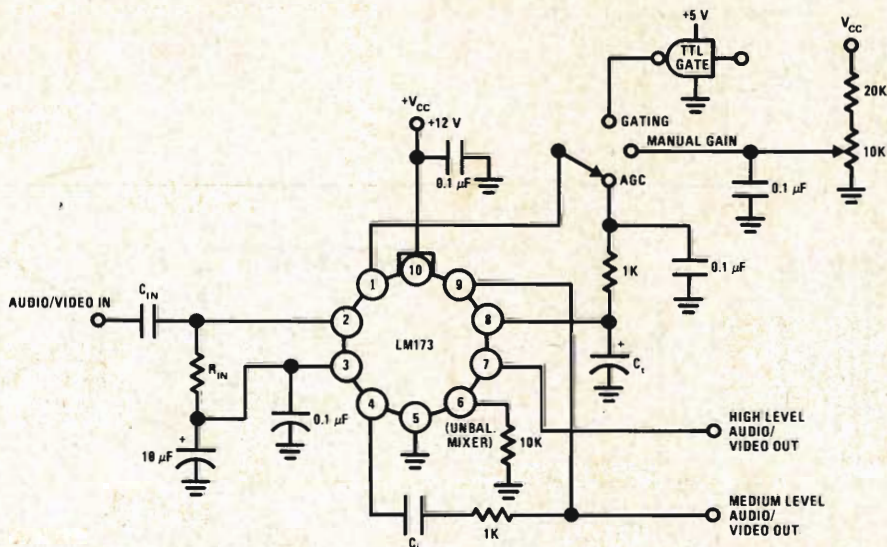 +5 V
TTL
GATE
VCC
20K
10K
GATING
MANUAL GAIN
AGC
0.1 µF
+VCC
+12 V
0.1 µF
1K
0.1 µF
AUDIO/VIDEO IN
CIN
RIN
10 µF
+
0.1 µF
1
2
3
4
5
6
7
8
9
10
LM173
(UNBAL.
MIXER)
10K
+
Ct
HIGH LEVEL
AUDIO/
VIDEO OUT
1K
MEDIUM LEVEL
AUDIO/
VIDEO OUT